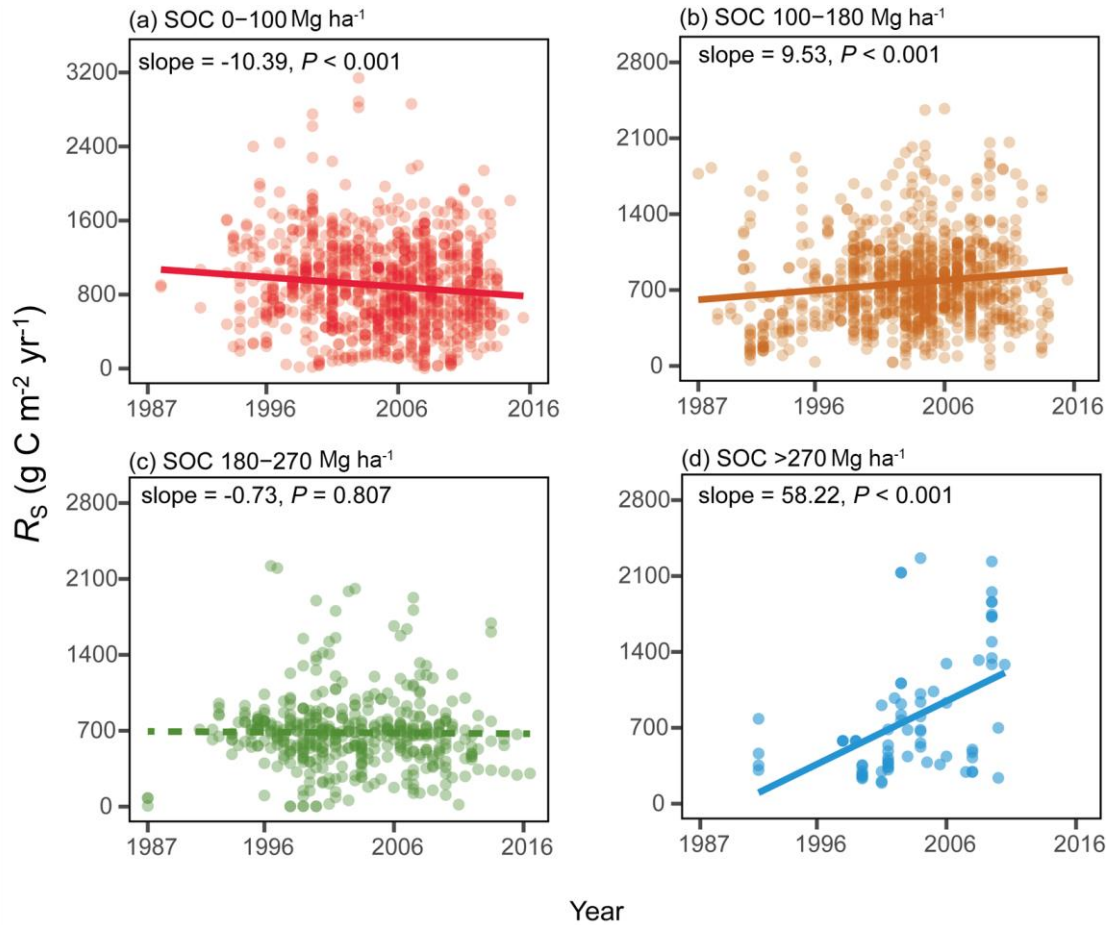 (a) SOC 0−100 Mg ha⁻¹
slope = -10.39, P < 0.001
3200
2400
1600
800
0
1987 1996 2006 2016
(b) SOC 100−180 Mg ha⁻¹
slope = 9.53, P < 0.001
2800
2100
1400
700
0
1987 1996 2006 2016
(c) SOC 180−270 Mg ha⁻¹
slope = -0.73, P = 0.807
2800
2100
1400
700
0
1987 1996 2006 2016
(d) SOC >270 Mg ha⁻¹
slope = 58.22, P < 0.001
2800
2100
1400
700
0
1987 1996 2006 2016
R_S (g C m⁻² yr⁻¹)
Year